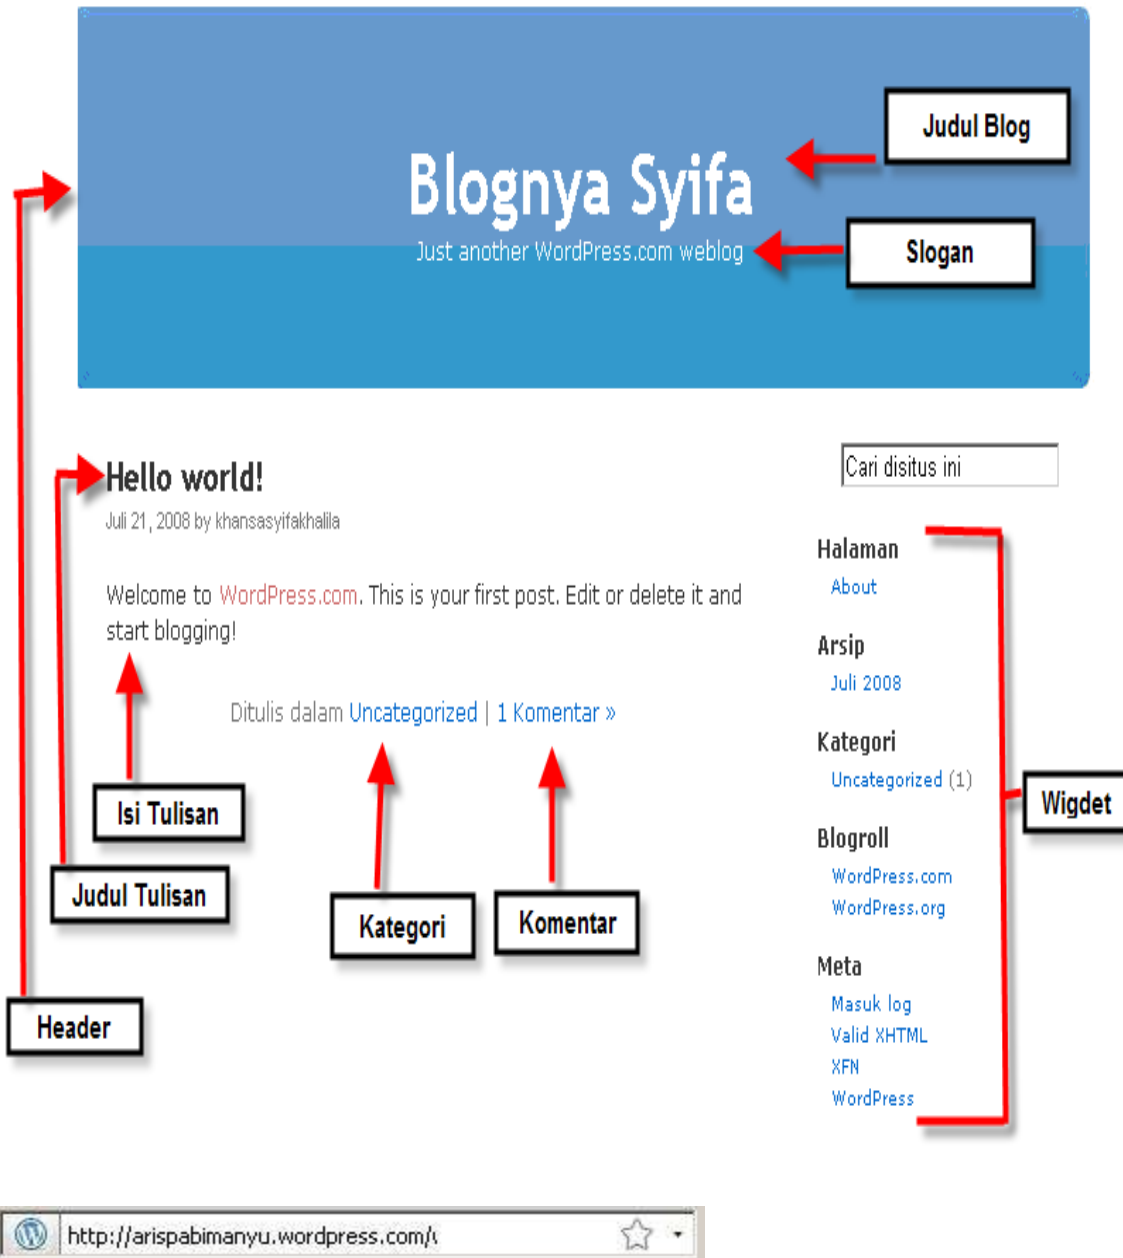 Judul Blog
Blognya Syifa
Just another WordPress.com weblog
Slogan
Hello world!
Juli 21, 2008 by khansasyifakhalila
Welcome to WordPress.com. This is your first post. Edit or delete it and
start blogging!
Ditulis dalam Uncategorized | 1 Komentar »
Isi Tulisan
Judul Tulisan
Kategori
Komentar
Header
Cari disitus ini
Halaman
About
Arsip
Juli 2008
Kategori
Uncategorized (1)
Blogroll
WordPress.com
WordPress.org
Meta
Masuk log
Valid XHTML
XFN
WordPress
Wigdet
http://arispabimanyu.wordpress.com/